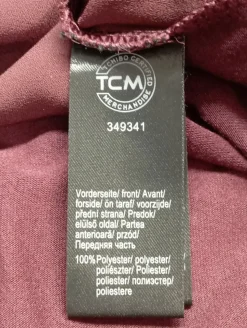 TCHIBO CERTIFIED
TCM
MERCHANDISE
349341
Vorderseite/ front/ Avant/
forside/ ön taraf/ voorzijde/
přední strana/ Predok/
elülső oldal/ Partea
anterioară/ przód/
Передняя часть
100%Polyester/ polyester/
poliészter/ Poliester/
poliester/ полиэстер/
poliestere